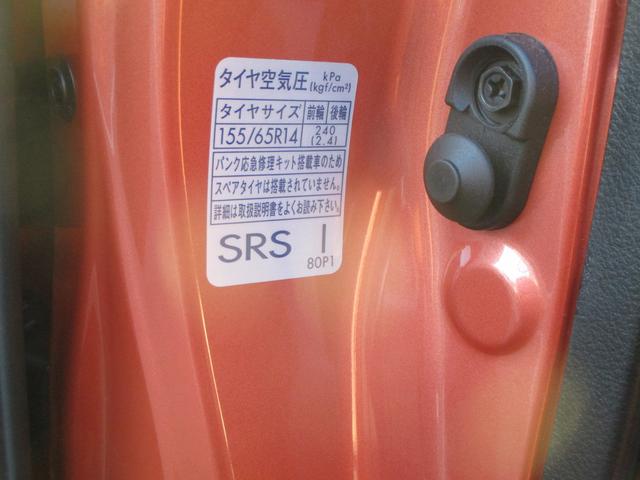 タイヤ空気圧 kPa (kgf/cm²)
タイヤサイズ 前輪 後輪
155/65R14 240 (2.4)
パンク応急修理キット搭載車のため
スペアタイヤは搭載されていません。
詳細は取扱説明書をよくお読み下さい。
SRS I
80P1